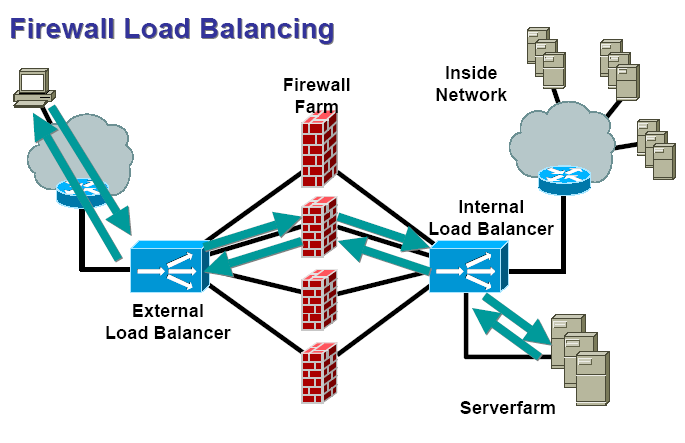 Firewall Load Balancing
Firewall
Farm
Inside
Network
Internal
Load Balancer
External
Load Balancer
Serverfarm